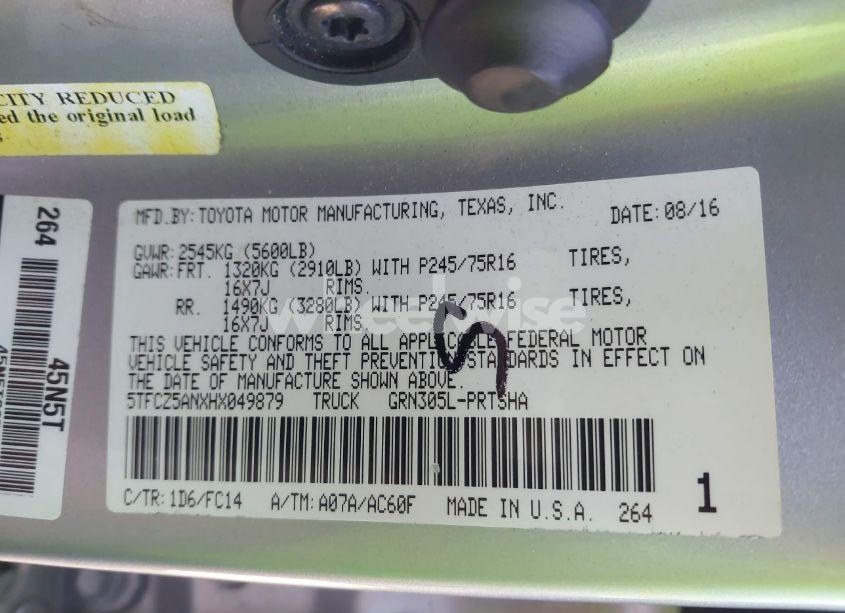 CITY REDUCED
ed the original load
264
45N5T
MFD.BY:TOYOTA MOTOR MANUFACTURING, TEXAS, INC. DATE:08/16
GVWR:2545KG (5600LB)
GAWR:FRT. 1320KG (2910LB) WITH P245/75R16 TIRES,
16X7J RIMS.
RR. 1490KG (3280LB) WITH P245/75R16 TIRES,
16X7J RIMS.
THIS VEHICLE CONFORMS TO ALL APPLICABLE FEDERAL MOTOR
VEHICLE SAFETY AND THEFT PREVENTION STANDARDS IN EFFECT ON
THE DATE OF MANUFACTURE SHOWN ABOVE.
5TFCZ5ANXHX049879 TRUCK GRN305L-PRTSHA
C/TR:1D6/FC14 A/TM:A07A/AC60F MADE IN U.S.A. 264
1
wheelwise